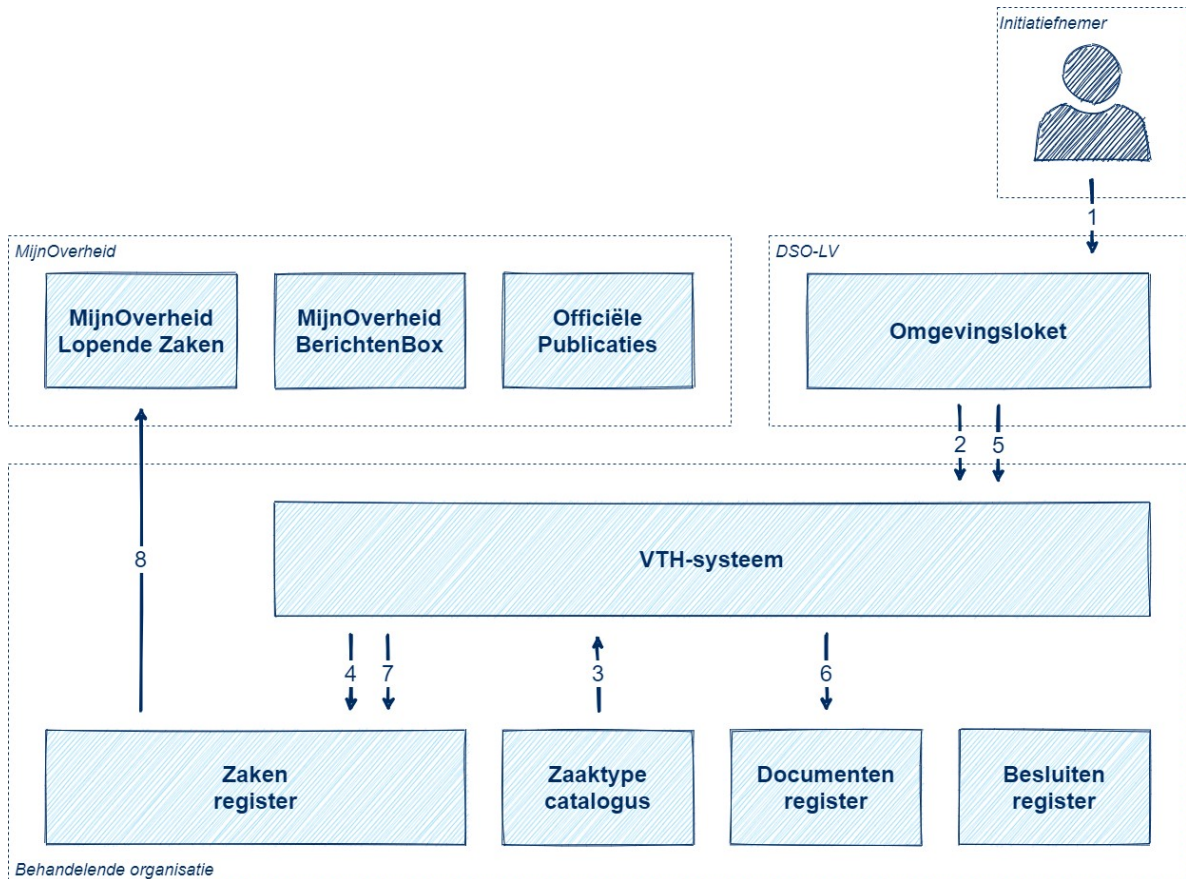 Initiatiefnemer
1
MijnOverheid
DSO-LV
MijnOverheid
Lopende Zaken
MijnOverheid
BerichtenBox
Officiële
Publicaties
Omgevingsloket
2
5
VTH-systeem
8
4
7
3
6
Zaken
register
Zaaktype
catalogus
Documenten
register
Besluiten
register
Behandelende organisatie